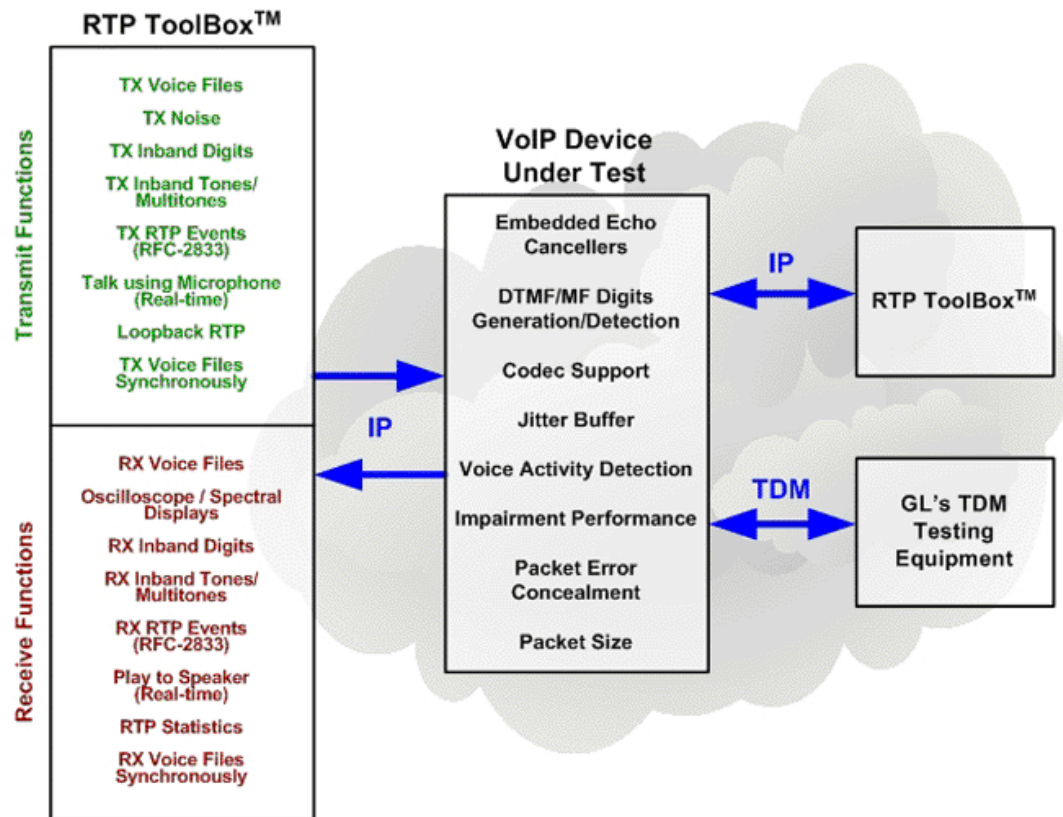 RTP ToolBox™
Transmit Functions
TX Voice Files
TX Noise
TX Inband Digits
TX Inband Tones/
Multitones
TX RTP Events
(RFC-2833)
Talk using Microphone
(Real-time)
Loopback RTP
TX Voice Files
Synchronously
Receive Functions
RX Voice Files
Oscilloscope / Spectral
Displays
RX Inband Digits
RX Inband Tones/
Multitones
RX RTP Events
(RFC-2833)
Play to Speaker
(Real-time)
RTP Statistics
RX Voice Files
Synchronously
IP
VoIP Device
Under Test
Embedded Echo
Cancellers
DTMF/MF Digits
Generation/Detection
Codec Support
Jitter Buffer
Voice Activity Detection
Impairment Performance
Packet Error
Concealment
Packet Size
IP
RTP ToolBox™
TDM
GL's TDM
Testing
Equipment